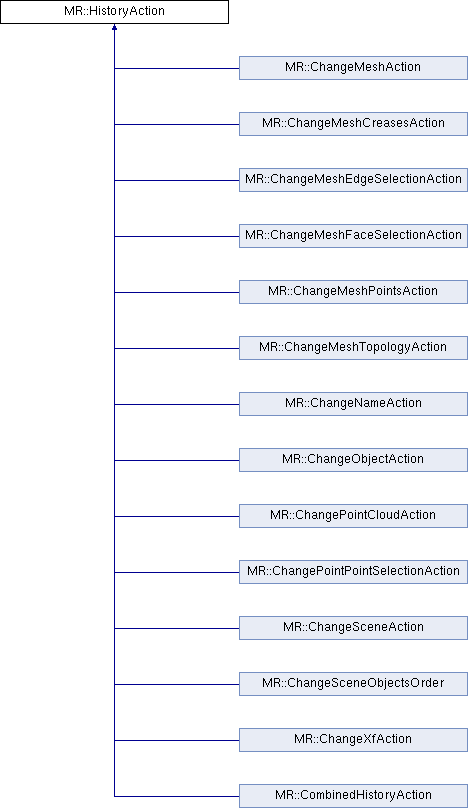 MR::HistoryAction
MR::ChangeMeshAction
MR::ChangeMeshCreasesAction
MR::ChangeMeshEdgeSelectionAction
MR::ChangeMeshFaceSelectionAction
MR::ChangeMeshPointsAction
MR::ChangeMeshTopologyAction
MR::ChangeNameAction
MR::ChangeObjectAction
MR::ChangePointCloudAction
MR::ChangePointPointSelectionAction
MR::ChangeSceneAction
MR::ChangeSceneObjectsOrder
MR::ChangeXfAction
MR::CombinedHistoryAction